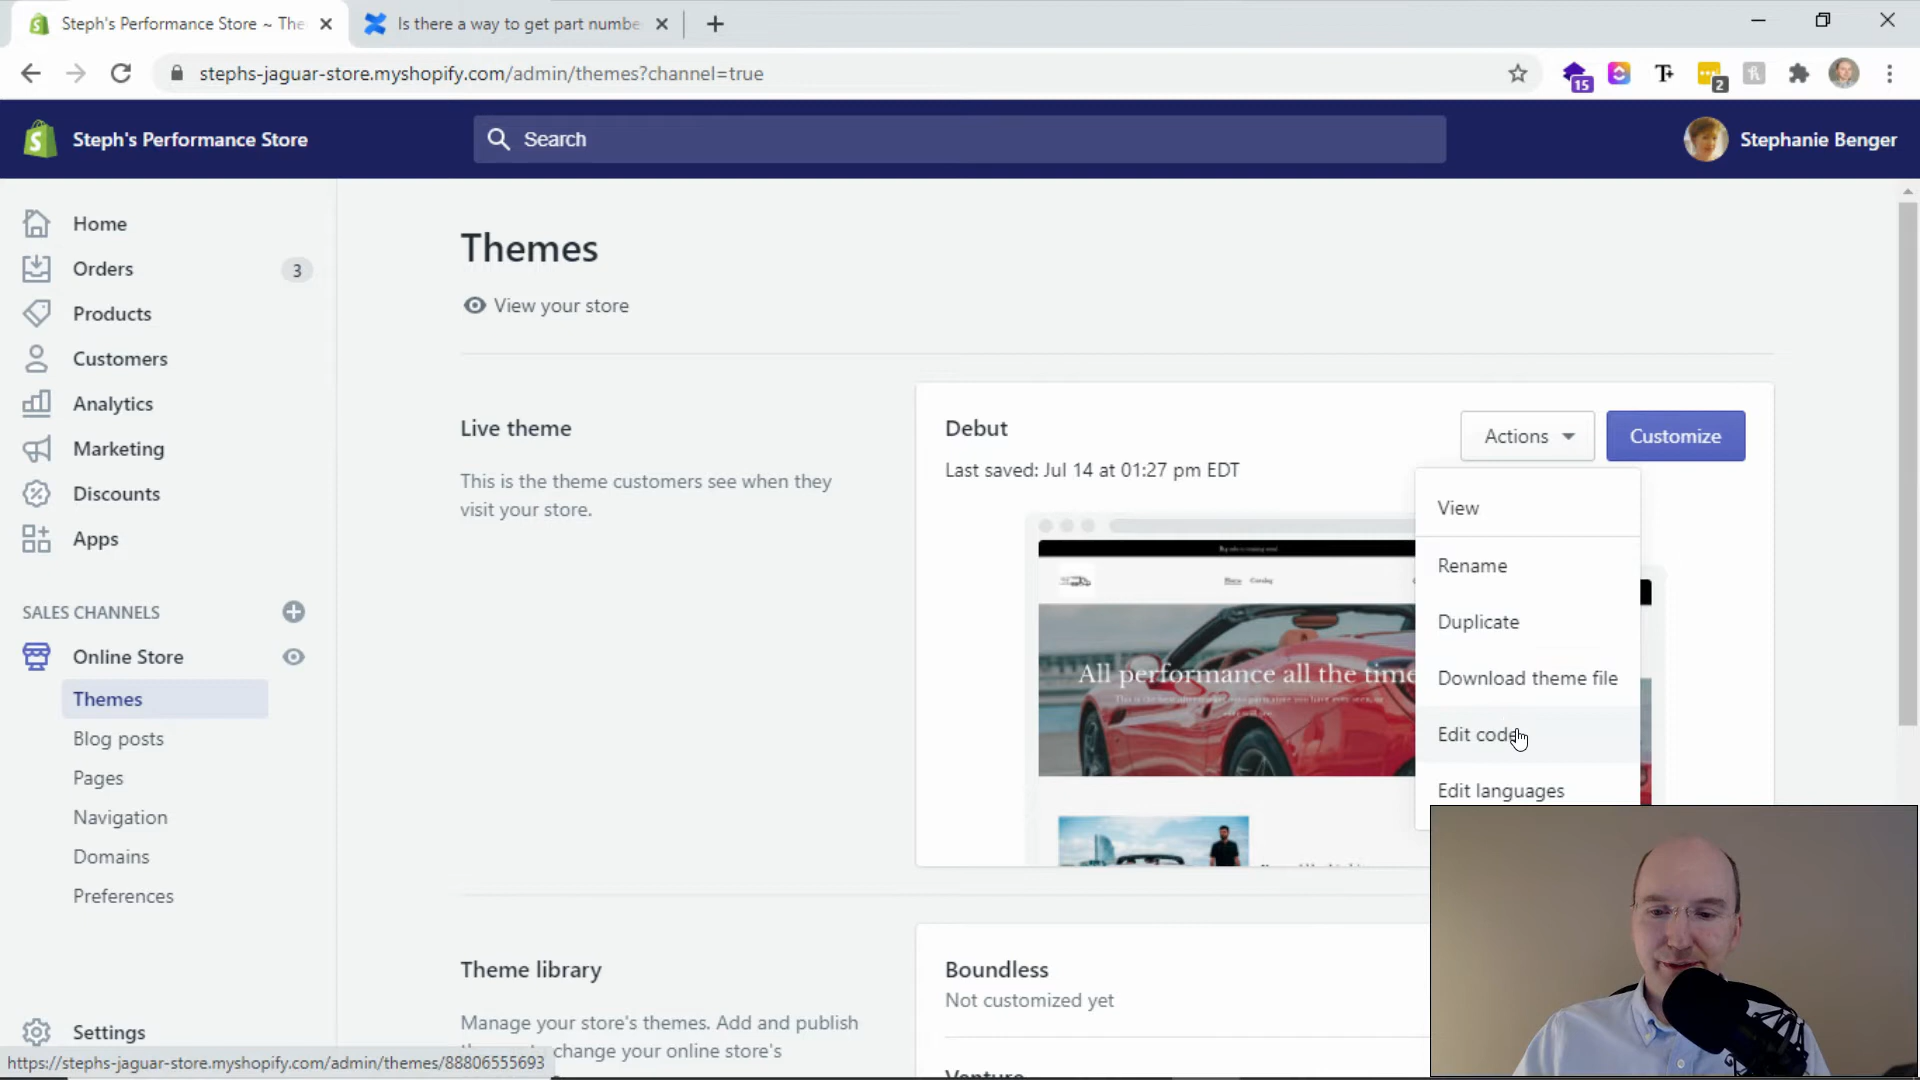 Steph's Performance Store ~ The
Is there a way to get part numbe
stephs-jaguar-store.myshopify.com/admin/themes?channel=true
15
2
Steph's Performance Store
Search
Stephanie Benger
Home
Orders
3
Products
Customers
Analytics
Marketing
Discounts
Apps
SALES CHANNELS
Online Store
Themes
Blog posts
Pages
Navigation
Domains
Preferences
Settings
https://stephs-jaguar-store.myshopify.com/admin/themes/88806555693
Themes
View your store
Live theme
This is the theme customers see when they
visit your store.
Debut
Last saved: Jul 14 at 01:27 pm EDT
Actions
Customize
View
Rename
Duplicate
Download theme file
Edit code
Edit languages
Home Catalog
All performance all the time
Theme library
Manage your store's themes. Add and publish
change your online store's
Boundless
Not customized yet
Venture